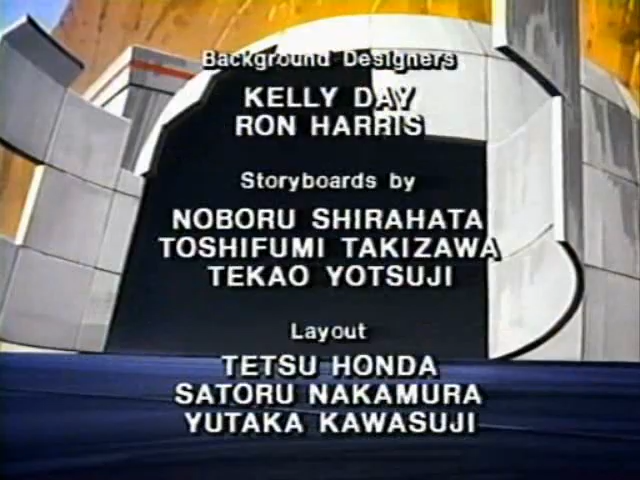 Background Designers
KELLY DAY
RON HARRIS
Storyboards by
NOBORU SHIRAHATA
TOSHIFUMI TAKIZAWA
TEKAO YOTSUJI
Layout
TETSU HONDA
SATORU NAKAMURA
YUTAKA KAWASUJI